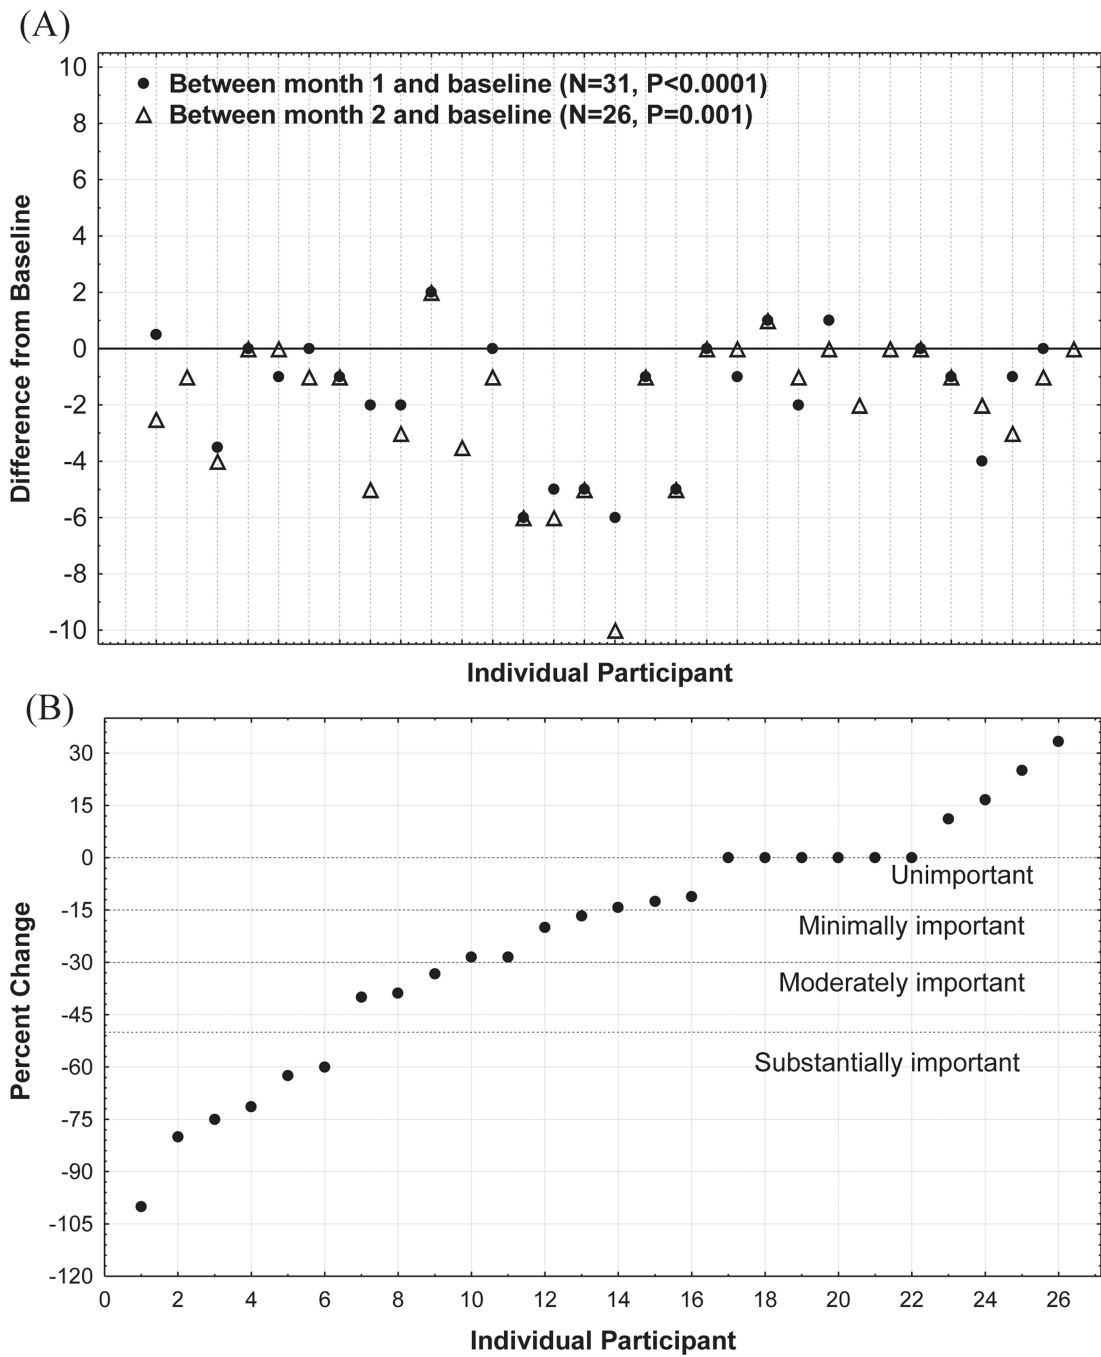 (A)
10
8
6
4
2
0
-2
-4
-6
-8
-10
Difference from Baseline
Between month 1 and baseline (N=31, P<0.0001)
Between month 2 and baseline (N=26, P=0.001)
Individual Participant
(B)
30
15
0
-15
-30
-45
-60
-75
-90
-105
-120
Percent Change
Unimportant
Minimally important
Moderately important
Substantially important
0 2 4 6 8 10 12 14 16 18 20 22 24 26
Individual Participant